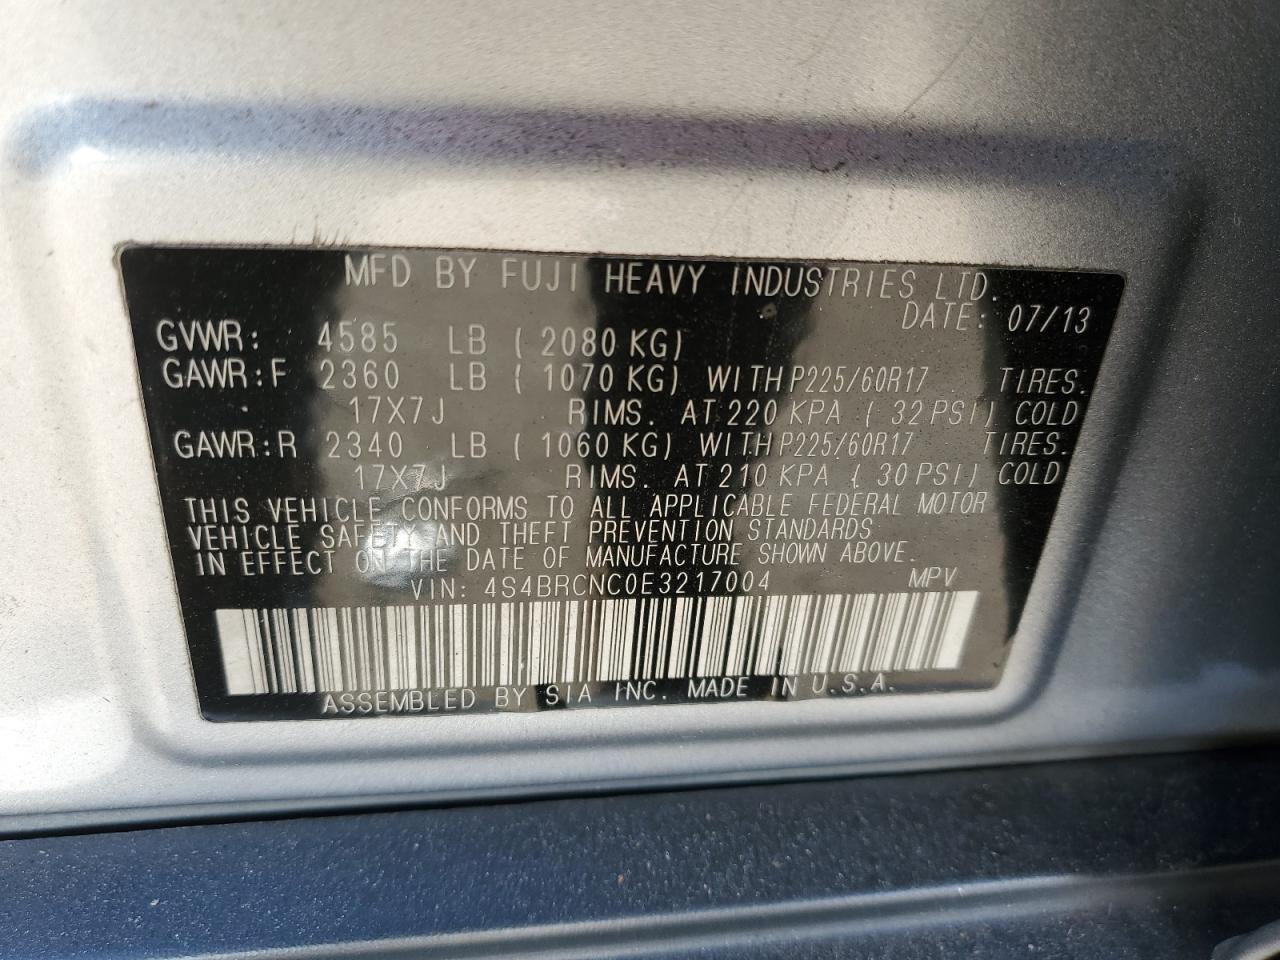 MFD BY FUJI HEAVY INDUSTRIES LTD.
DATE: 07/13
GVWR: 4585 LB ( 2080 KG)
GAWR:F 2360 LB ( 1070 KG) WITH P225/60R17 TIRES.
17X7J RIMS. AT 220 KPA ( 32 PSI) COLD
GAWR:R 2340 LB ( 1060 KG) WITH P225/60R17 TIRES.
17X7J RIMS. AT 210 KPA ( 30 PSI) COLD
THIS VEHICLE CONFORMS TO ALL APPLICABLE FEDERAL MOTOR
VEHICLE SAFETY AND THEFT PREVENTION STANDARDS
IN EFFECT ON THE DATE OF MANUFACTURE SHOWN ABOVE.
VIN: 4S4BRCNC0E3217004 MPV
ASSEMBLED BY SIA INC. MADE IN U.S.A.